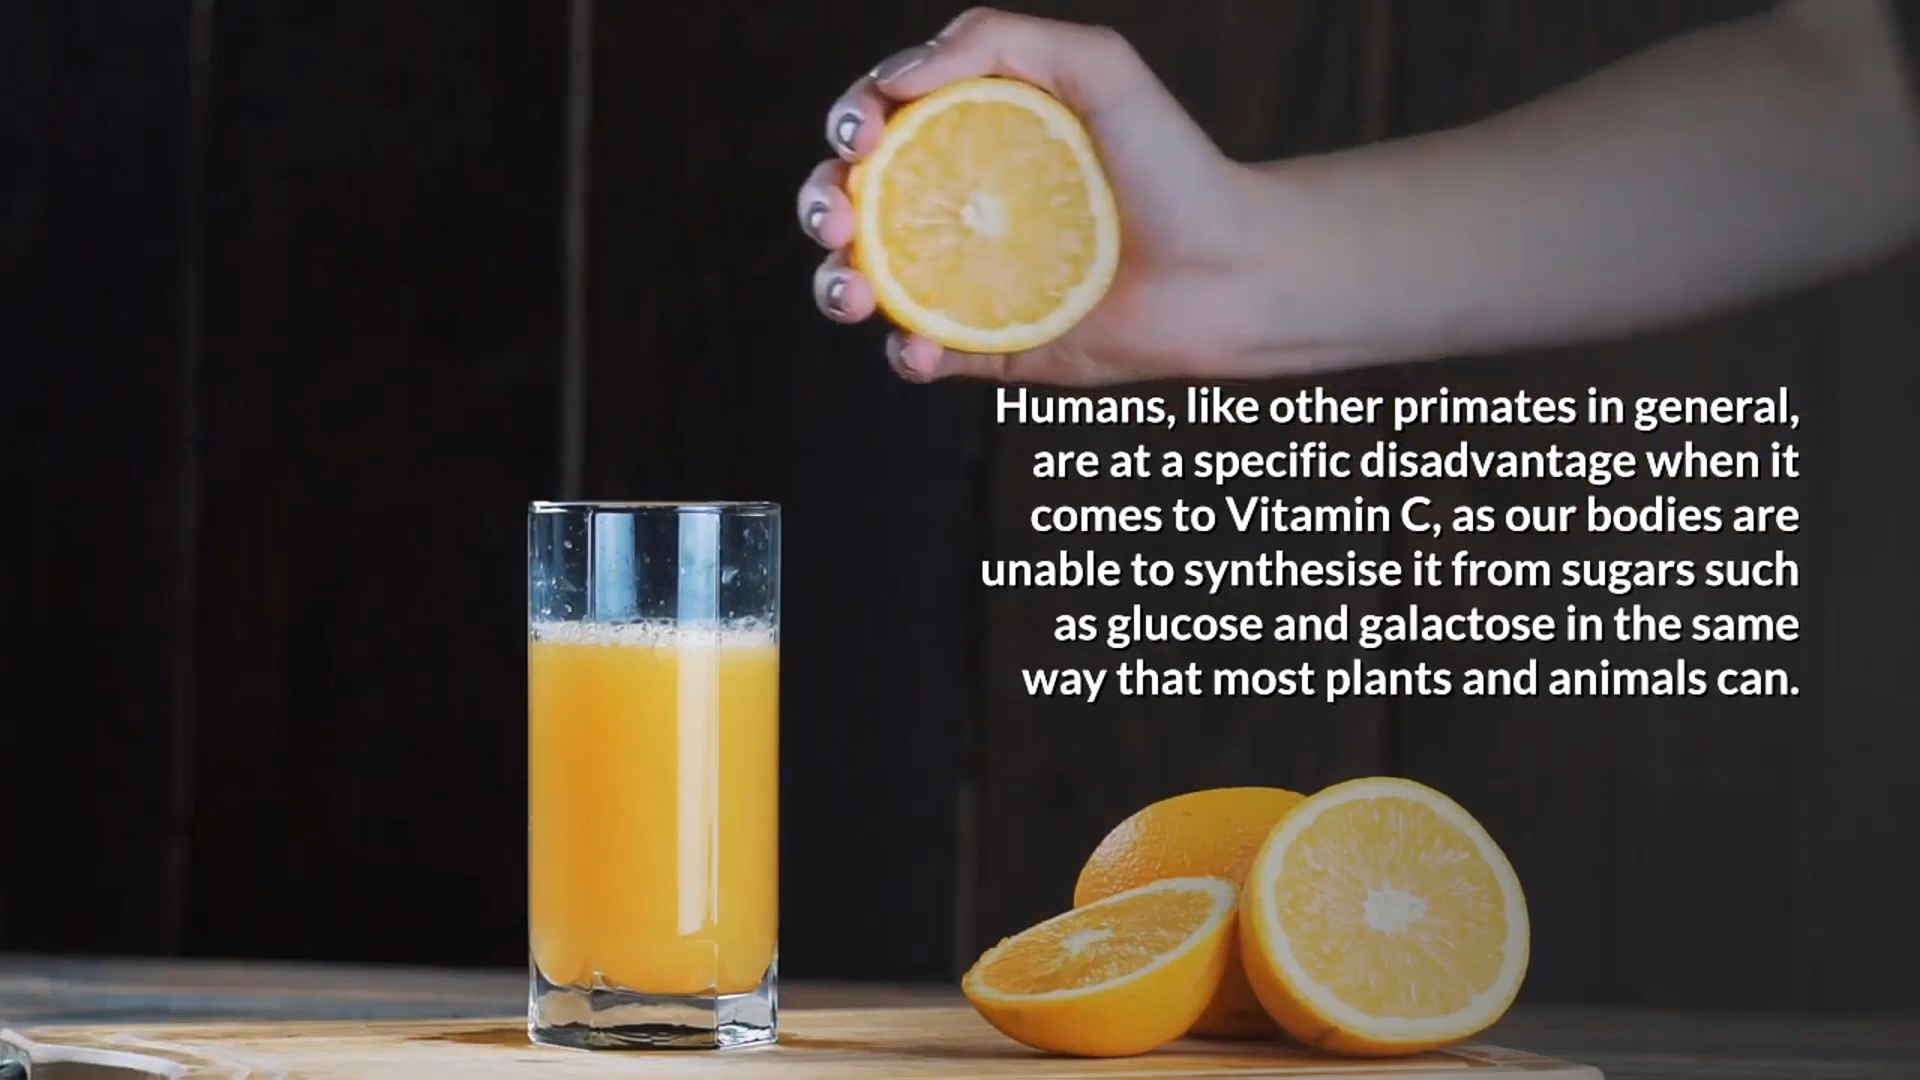 Humans, like other primates in general,
are at a specific disadvantage when it
comes to Vitamin C, as our bodies are
unable to synthesise it from sugars such
as glucose and galactose in the same
way that most plants and animals can.